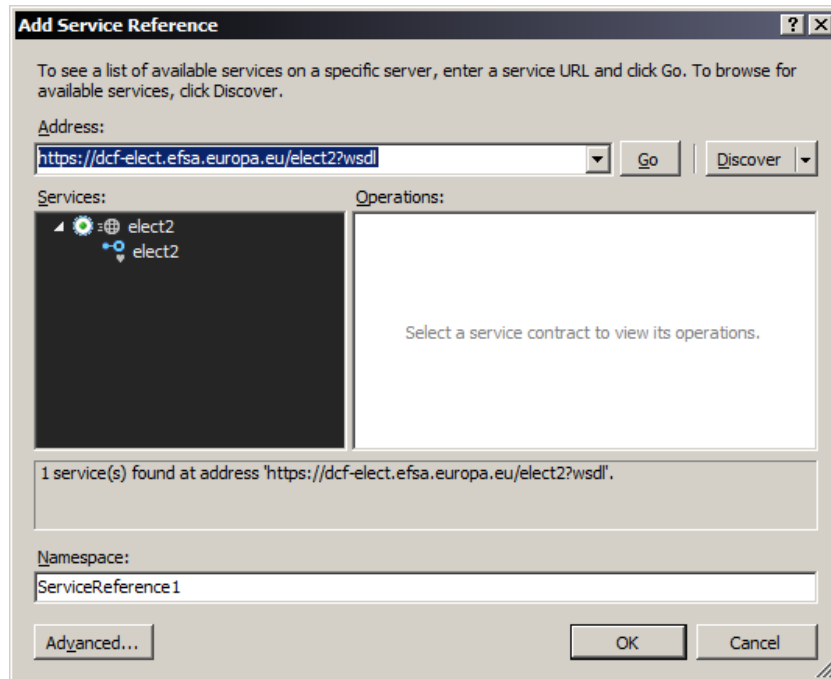 Add Service Reference
To see a list of available services on a specific server, enter a service URL and click Go. To browse for
available services, click Discover.
Address:
https://dcf-elect.efsa.europa.eu/elect2?wsdl
Go
Discover
Services:
Operations:
elect2
elect2
Select a service contract to view its operations.
1 service(s) found at address 'https://dcf-elect.efsa.europa.eu/elect2?wsdl'.
Namespace:
ServiceReference1
Advanced...
OK
Cancel